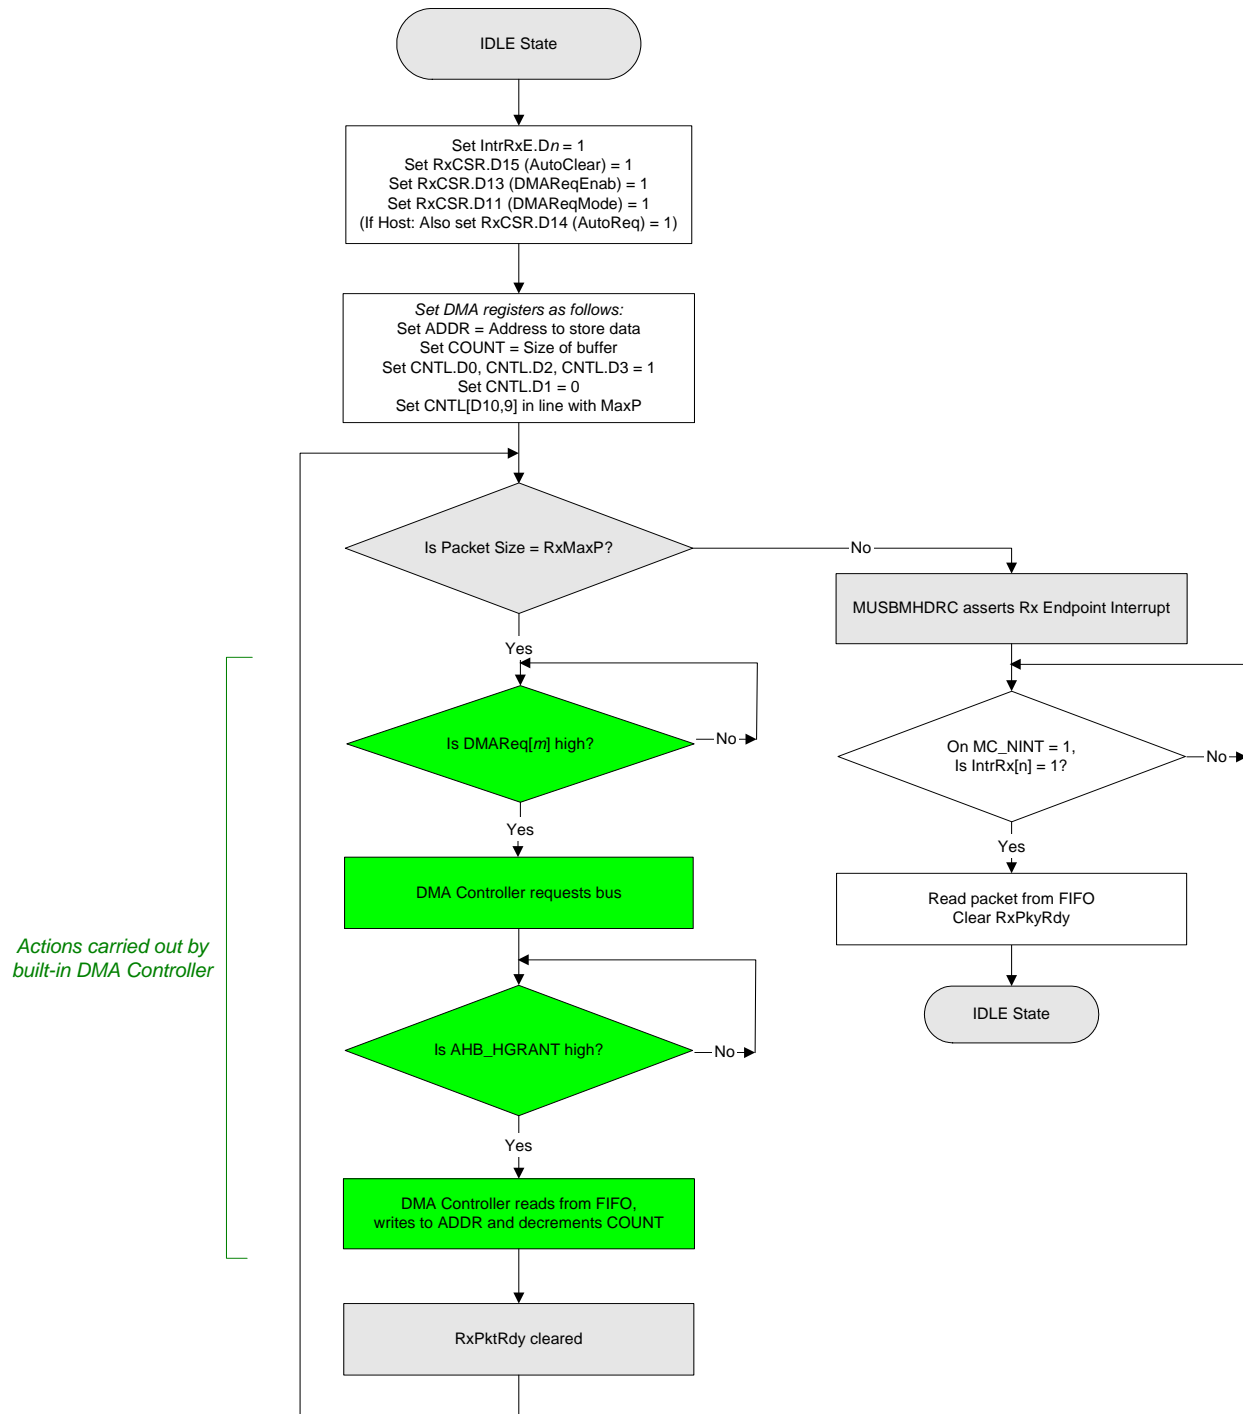 IDLE State
Set IntrRxE.Dn = 1
Set RxCSR.D15 (AutoClear) = 1
Set RxCSR.D13 (DMAReqEnab) = 1
Set RxCSR.D11 (DMAReqMode) = 1
(If Host: Also set RxCSR.D14 (AutoReq) = 1)
Set DMA registers as follows:
Set ADDR = Address to store data
Set COUNT = Size of buffer
Set CNTL.D0, CNTL.D2, CNTL.D3 = 1
Set CNTL.D1 = 0
Set CNTL[D10,9] in line with MaxP
Is Packet Size = RxMaxP?
No
Yes
Is DMAReq[m] high?
No
Yes
DMA Controller requests bus
Is AHB_HGRANT high?
No
Yes
DMA Controller reads from FIFO,
writes to ADDR and decrements COUNT
RxPktRdy cleared
Actions carried out by
built-in DMA Controller
MUSBMHDRC asserts Rx Endpoint Interrupt
On MC_NINT = 1,
Is IntrRx[n] = 1?
No
Yes
Read packet from FIFO
Clear RxPkyRdy
IDLE State